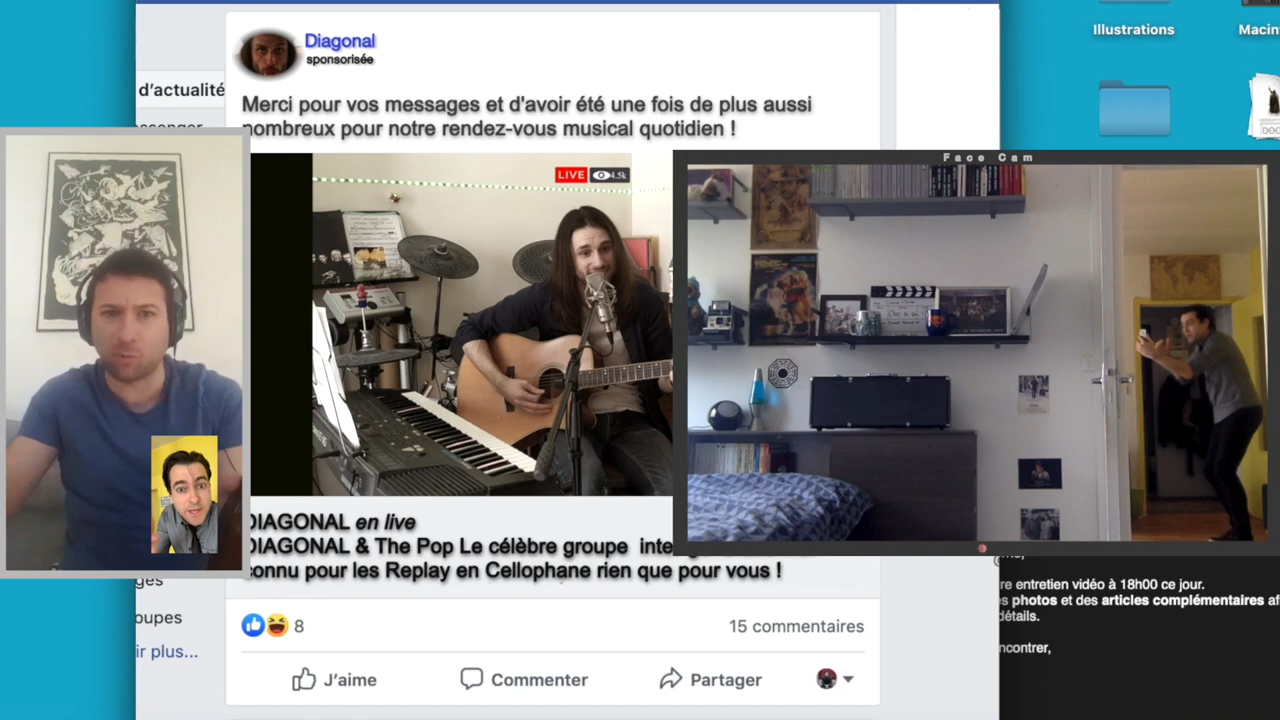 Illustrations
Diagonal
sponsorisée
d'actualité
Merci pour vos messages et d'avoir été une fois de plus aussi
nombreux pour notre rendez-vous musical quotidien !
LIVE 4.5k
Face Cam
DIAGONAL en live
DIAGONAL & The Pop Le célèbre groupe inte
connu pour les Replay en Cellophane rien que pour vous !
re entretien vidéo à 18h00 ce jour.
photos et des articles complémentaires
détails.
ncontrer,
oupes
ir plus...
8
15 commentaires
J'aime
Commenter
Partager